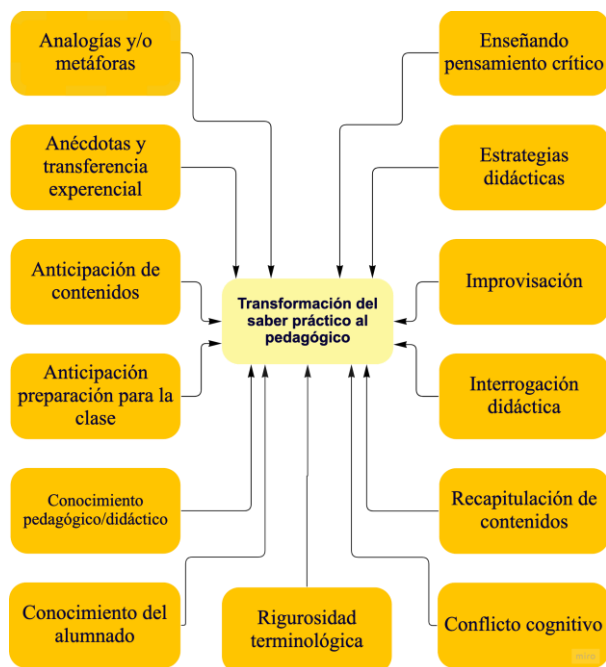 Analogías y/o
metáforas
Enseñando
pensamiento crítico
Anécdotas y
transferencia
experencial
Estrategias
didácticas
Anticipación de
contenidos
Transformación del
saber práctico al
pedagógico
Improvisación
Anticipación
preparación para la
clase
Interrogación
didáctica
Conocimiento
pedagógico/didáctico
Recapitulación de
contenidos
Conocimiento del
alumnado
Rigurosidad
terminológica
Conflicto cognitivo
miro